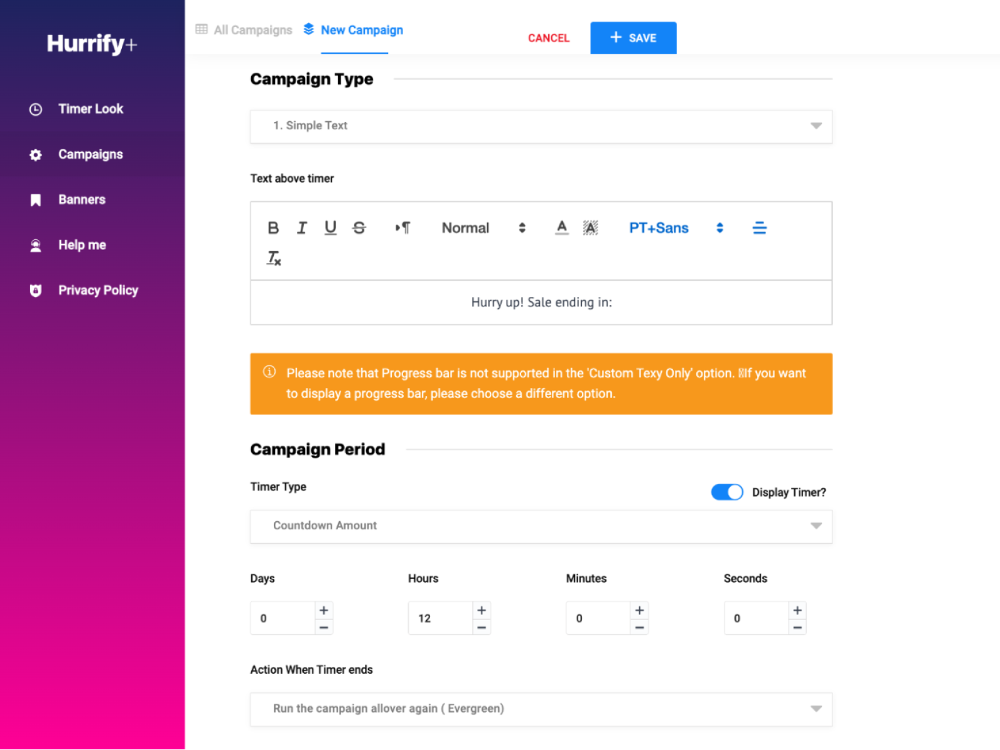 Hurrify+
Timer Look
Campaigns
Banners
Help me
Privacy Policy
All Campaigns
New Campaign
CANCEL
+ SAVE
Campaign Type
1. Simple Text
Text above timer
B I U S ¶ Normal A A PT+Sans
Tx
Hurry up! Sale ending in:
Please note that Progress bar is not supported in the 'Custom Texy Only' option. If you want
to display a progress bar, please choose a different option.
Campaign Period
Timer Type
Display Timer?
Countdown Amount
Days Hours Minutes Seconds
0 + − 12 + − 0 + − 0 + −
Action When Timer ends
Run the campaign allover again ( Evergreen)